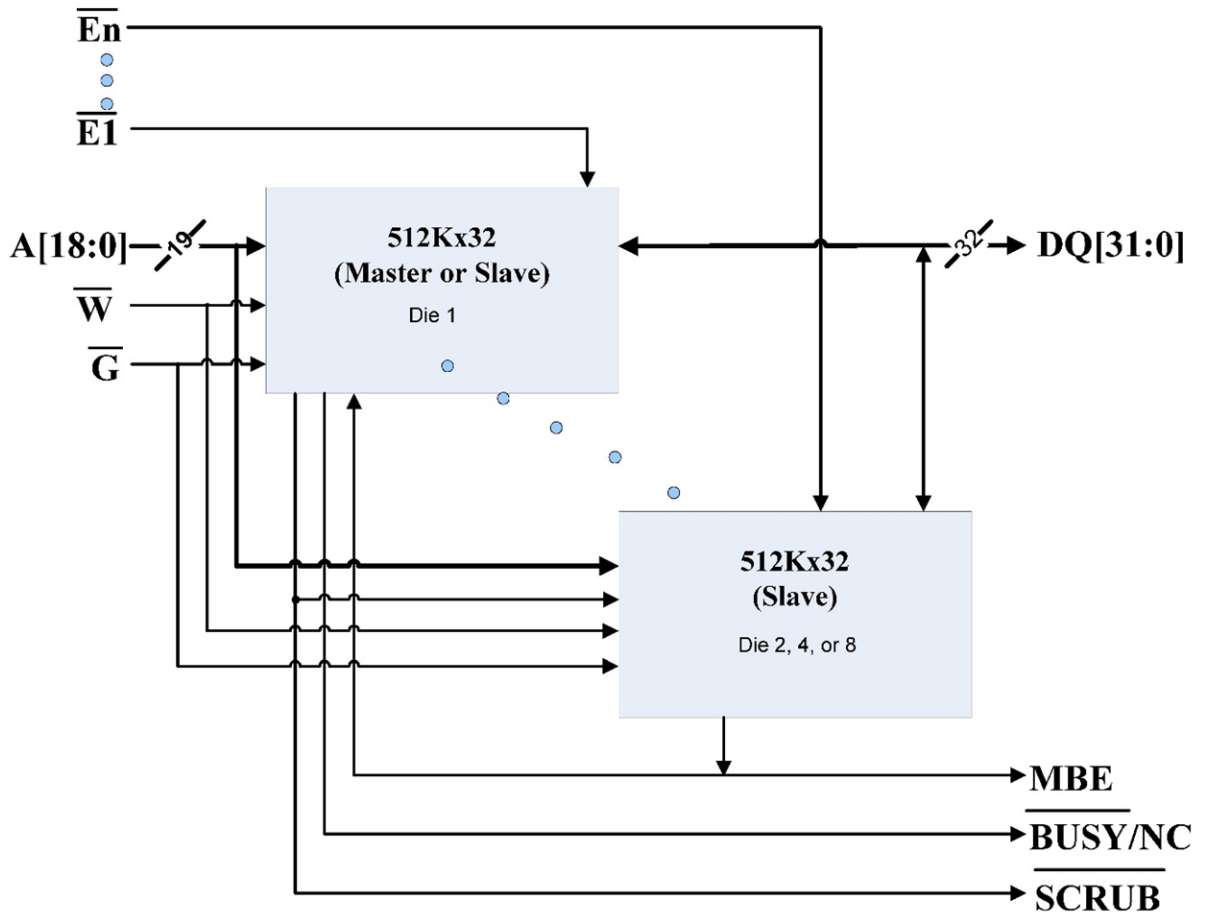 En
E1
A[18:0]
19
W
G
512Kx32
(Master or Slave)
Die 1
32
DQ[31:0]
512Kx32
(Slave)
Die 2, 4, or 8
MBE
BUSY/NC
SCRUB